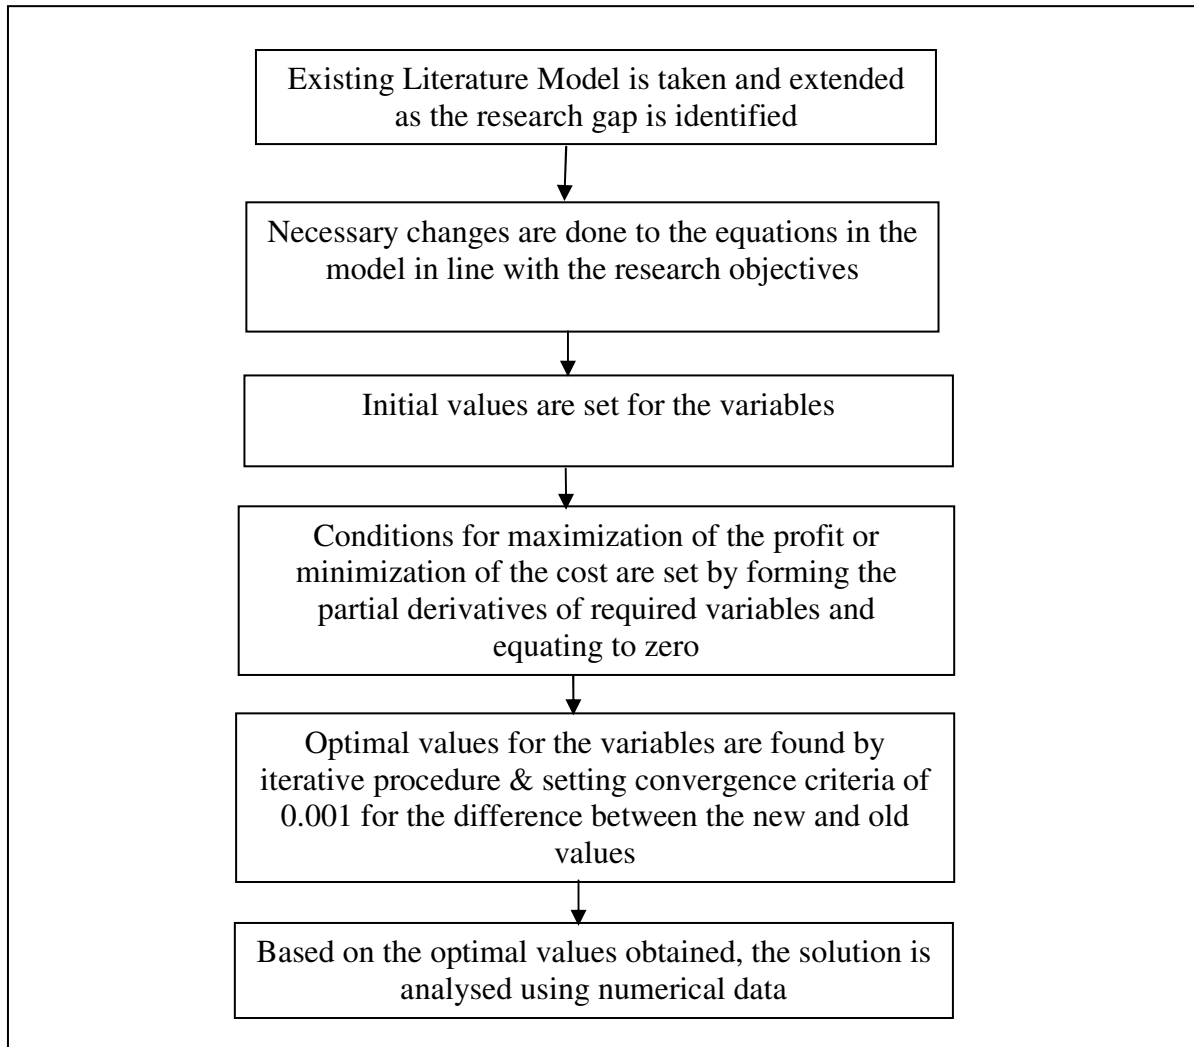 Existing Literature Model is taken and extended
as the research gap is identified
Necessary changes are done to the equations in the
model in line with the research objectives
Initial values are set for the variables
Conditions for maximization of the profit or
minimization of the cost are set by forming the
partial derivatives of required variables and
equating to zero
Optimal values for the variables are found by
iterative procedure & setting convergence criteria of
0.001 for the difference between the new and old
values
Based on the optimal values obtained, the solution is
analysed using numerical data